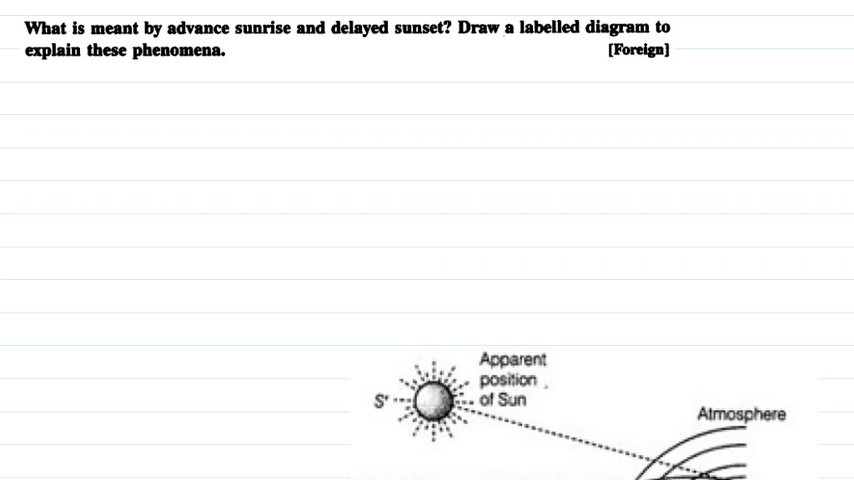 What is meant by advance sunrise and delayed sunset? Draw a labelled diagram to
explain these phenomena.
[Foreign]
Apparent
position
of Sun
S'
Atmosphere